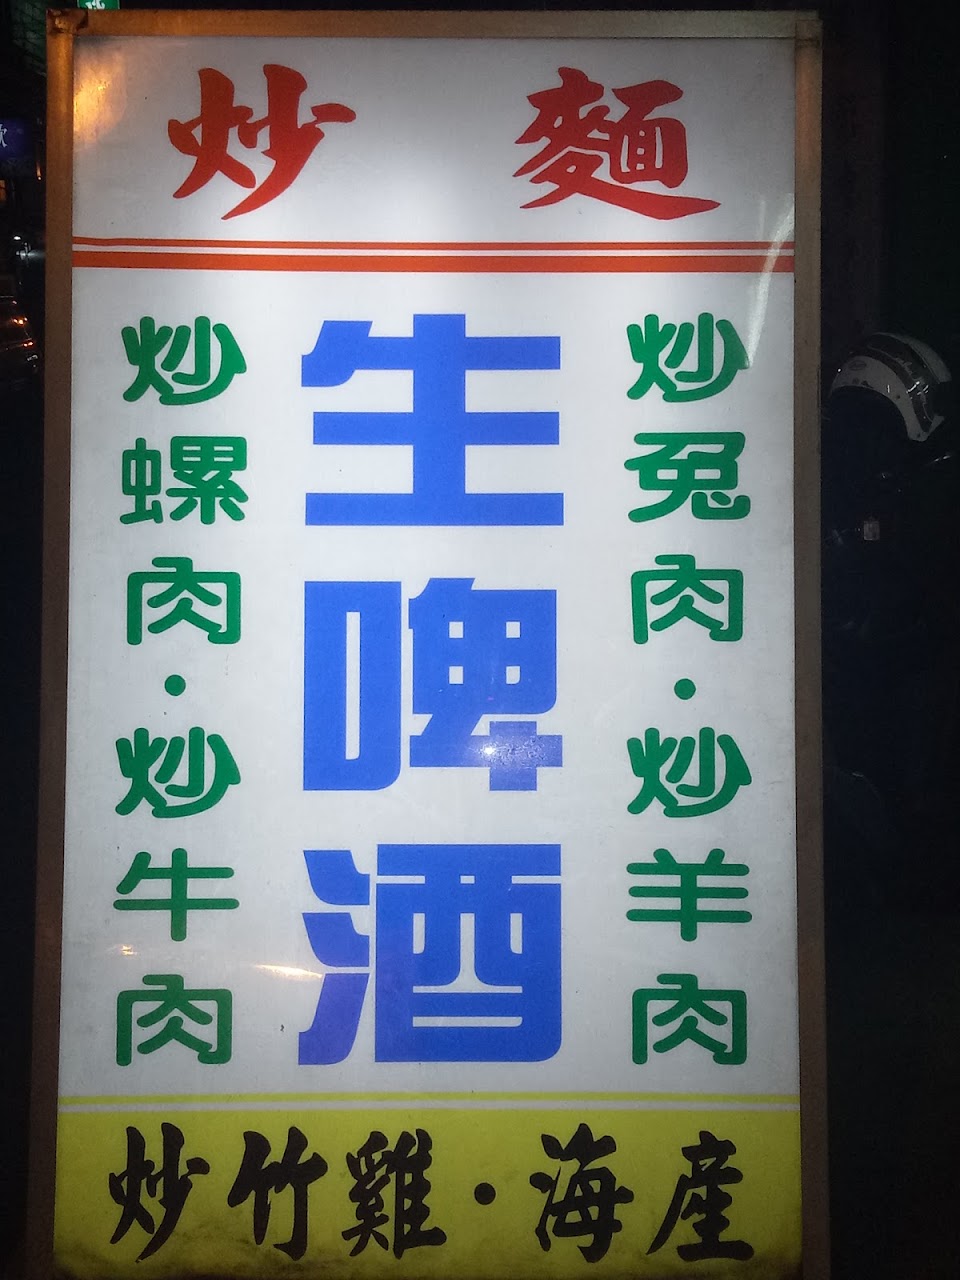 炒麵
炒兔肉・炒羊肉
生啤酒
炒螺肉・炒牛肉
炒竹雞・海產